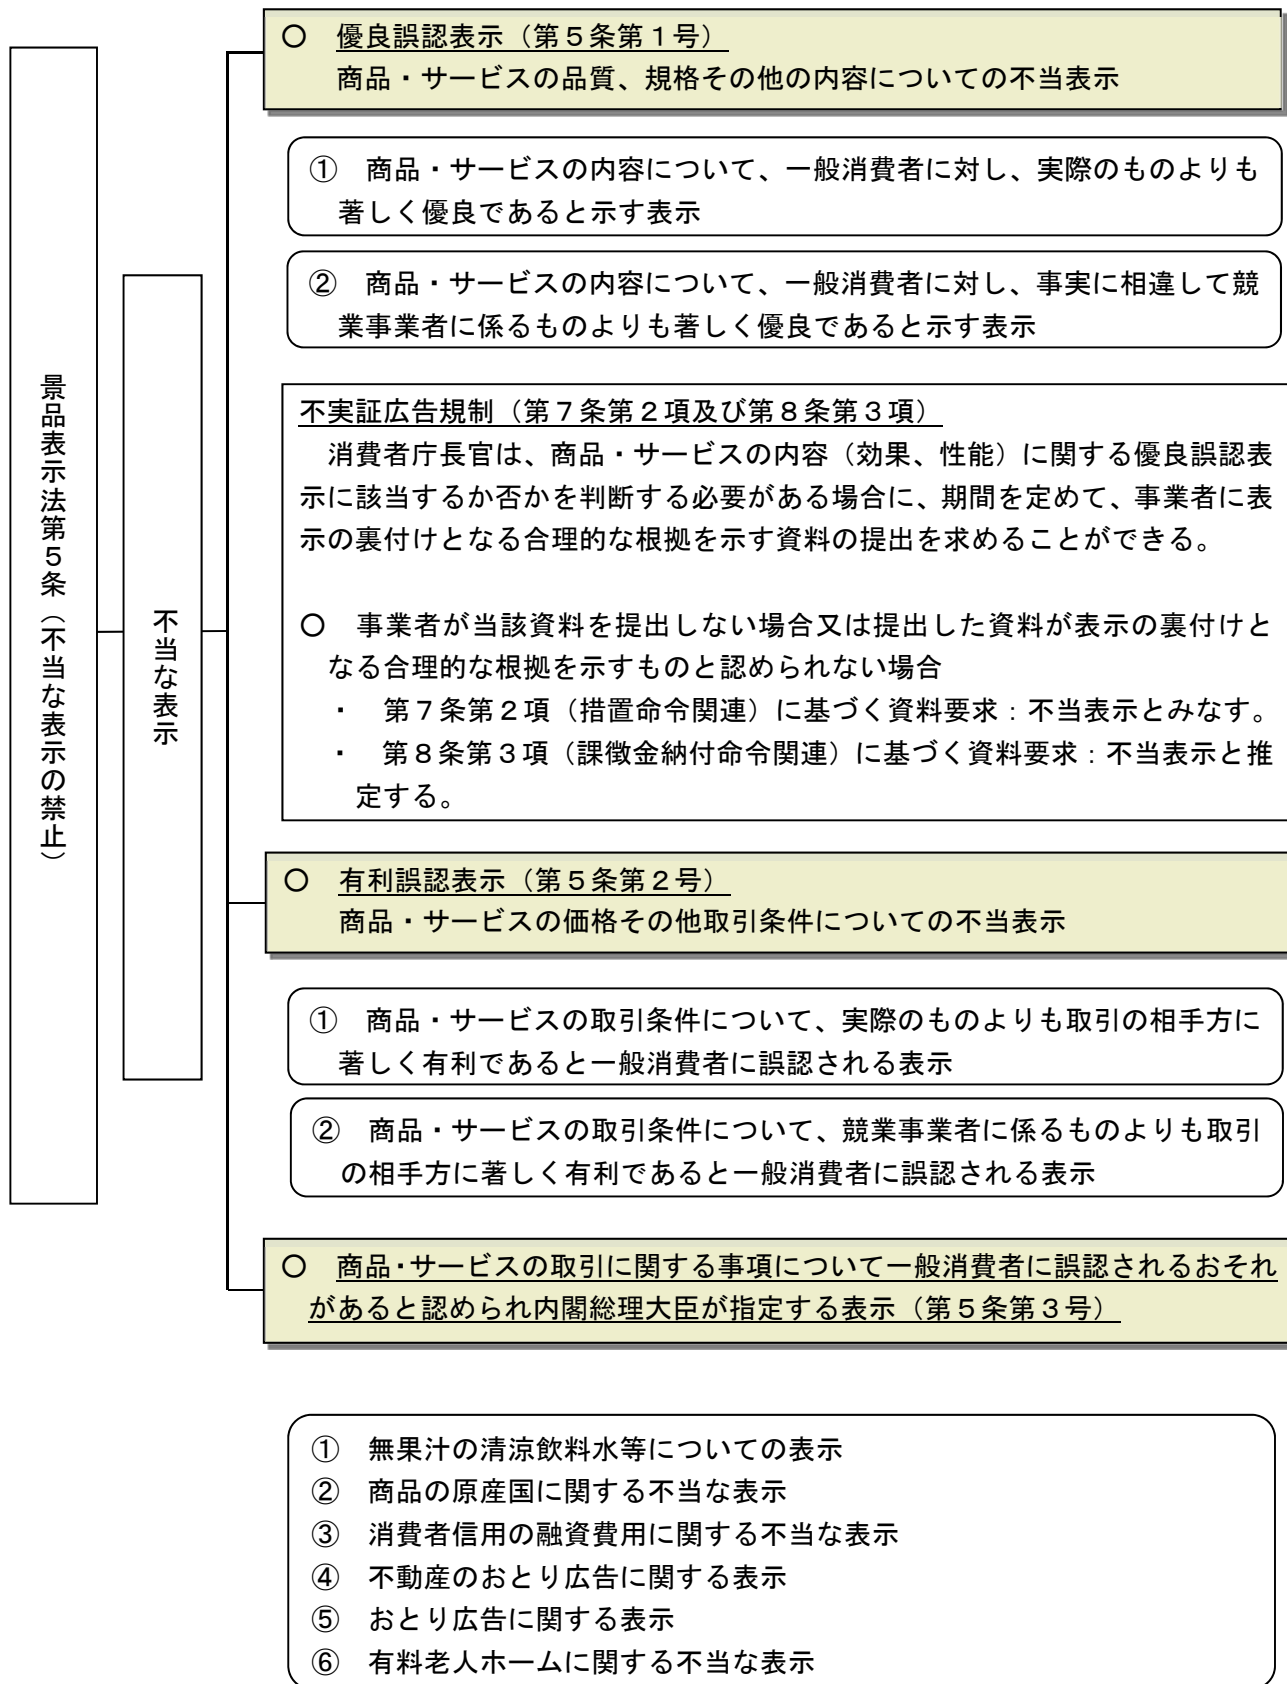 景品表示法第５条（不当な表示の禁止）
不当な表示
○　優良誤認表示（第５条第１号）
商品・サービスの品質、規格その他の内容についての不当表示
①　商品・サービスの内容について、一般消費者に対し、実際のものよりも
著しく優良であると示す表示
②　商品・サービスの内容について、一般消費者に対し、事実に相違して競
業事業者に係るものよりも著しく優良であると示す表示
不実証広告規制（第７条第２項及び第８条第３項）
消費者庁長官は、商品・サービスの内容（効果、性能）に関する優良誤認表
示に該当するか否かを判断する必要がある場合に、期間を定めて、事業者に表
示の裏付けとなる合理的な根拠を示す資料の提出を求めることができる。
○　事業者が当該資料を提出しない場合又は提出した資料が表示の裏付けと
なる合理的な根拠を示すものと認められない場合
・　第７条第２項（措置命令関連）に基づく資料要求：不当表示とみなす。
・　第８条第３項（課徴金納付命令関連）に基づく資料要求：不当表示と推
定する。
○　有利誤認表示（第５条第２号）
商品・サービスの価格その他取引条件についての不当表示
①　商品・サービスの取引条件について、実際のものよりも取引の相手方に
著しく有利であると一般消費者に誤認される表示
②　商品・サービスの取引条件について、競業事業者に係るものよりも取引
の相手方に著しく有利であると一般消費者に誤認される表示
○　商品・サービスの取引に関する事項について一般消費者に誤認されるおそれ
があると認められ内閣総理大臣が指定する表示（第５条第３号）
①　無果汁の清涼飲料水等についての表示
②　商品の原産国に関する不当な表示
③　消費者信用の融資費用に関する不当な表示
④　不動産のおとり広告に関する表示
⑤　おとり広告に関する表示
⑥　有料老人ホームに関する不当な表示